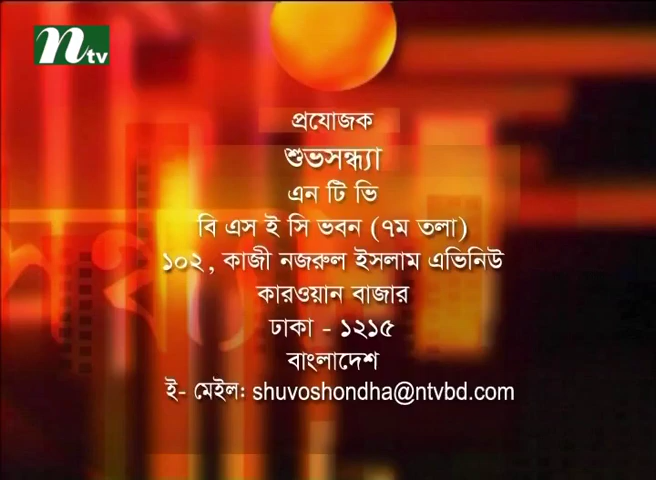 ntv
প্রযোজক
শুভসন্ধ্যা
এন টি ভি
বি এস ই সি ভবন (৭ম তলা)
১০২, কাজী নজরুল ইসলাম এভিনিউ
কারওয়ান বাজার
ঢাকা - ১২১৫
বাংলাদেশ
ই- মেইল: shuvoshondha@ntvbd.com